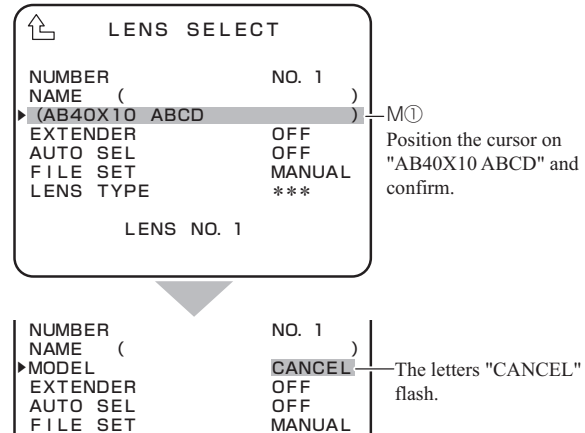 LENS SELECT
NUMBER NO. 1
NAME ( )
(AB40X10 ABCD )
EXTENDER OFF
AUTO SEL OFF
FILE SET MANUAL
LENS TYPE ***
LENS NO. 1
M①
Position the cursor on
"AB40X10 ABCD" and
confirm.
NUMBER NO. 1
NAME ( )
MODEL CANCEL
EXTENDER OFF
AUTO SEL OFF
FILE SET MANUAL
The letters "CANCEL"
flash.